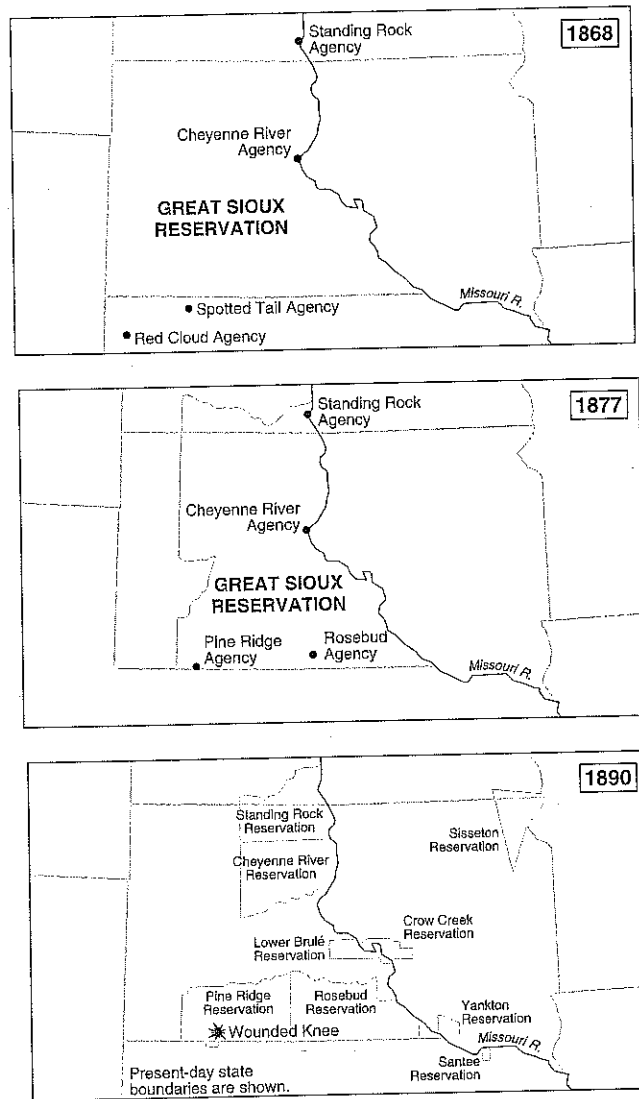 1868
Standing Rock
Agency
Cheyenne River
Agency
GREAT SIOUX
RESERVATION
Missouri R.
Spotted Tail Agency
Red Cloud Agency
1877
Standing Rock
Agency
Cheyenne River
Agency
GREAT SIOUX
RESERVATION
Pine Ridge
Agency
Rosebud
Agency
Missouri R.
1890
Standing Rock
Reservation
Sisseton
Reservation
Cheyenne River
Reservation
Crow Creek
Reservation
Lower Brulé
Reservation
Pine Ridge
Reservation
Rosebud
Reservation
Yankton
Reservation
Wounded Knee
Missouri R.
Santee
Reservation
Present-day state
boundaries are shown.